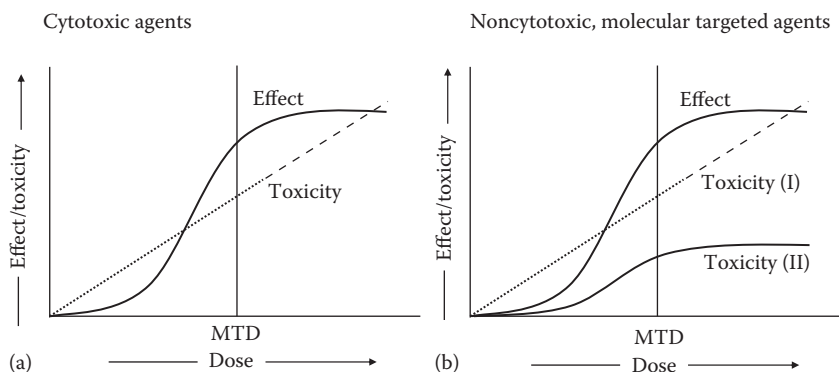 Cytotoxic agents
Effect/toxicity
Effect
Toxicity
MTD
Dose
(a)
Noncytotoxic, molecular targeted agents
Effect/toxicity
Effect
Toxicity (I)
Toxicity (II)
MTD
Dose
(b)